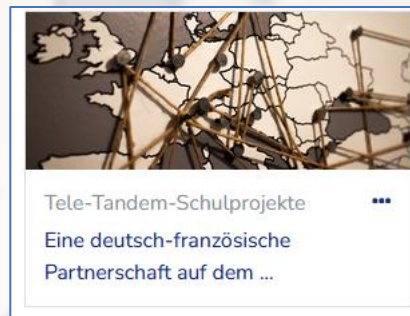 Tele-Tandem-Schulprojekte
Eine deutsch-französische
Partnerschaft auf dem ...